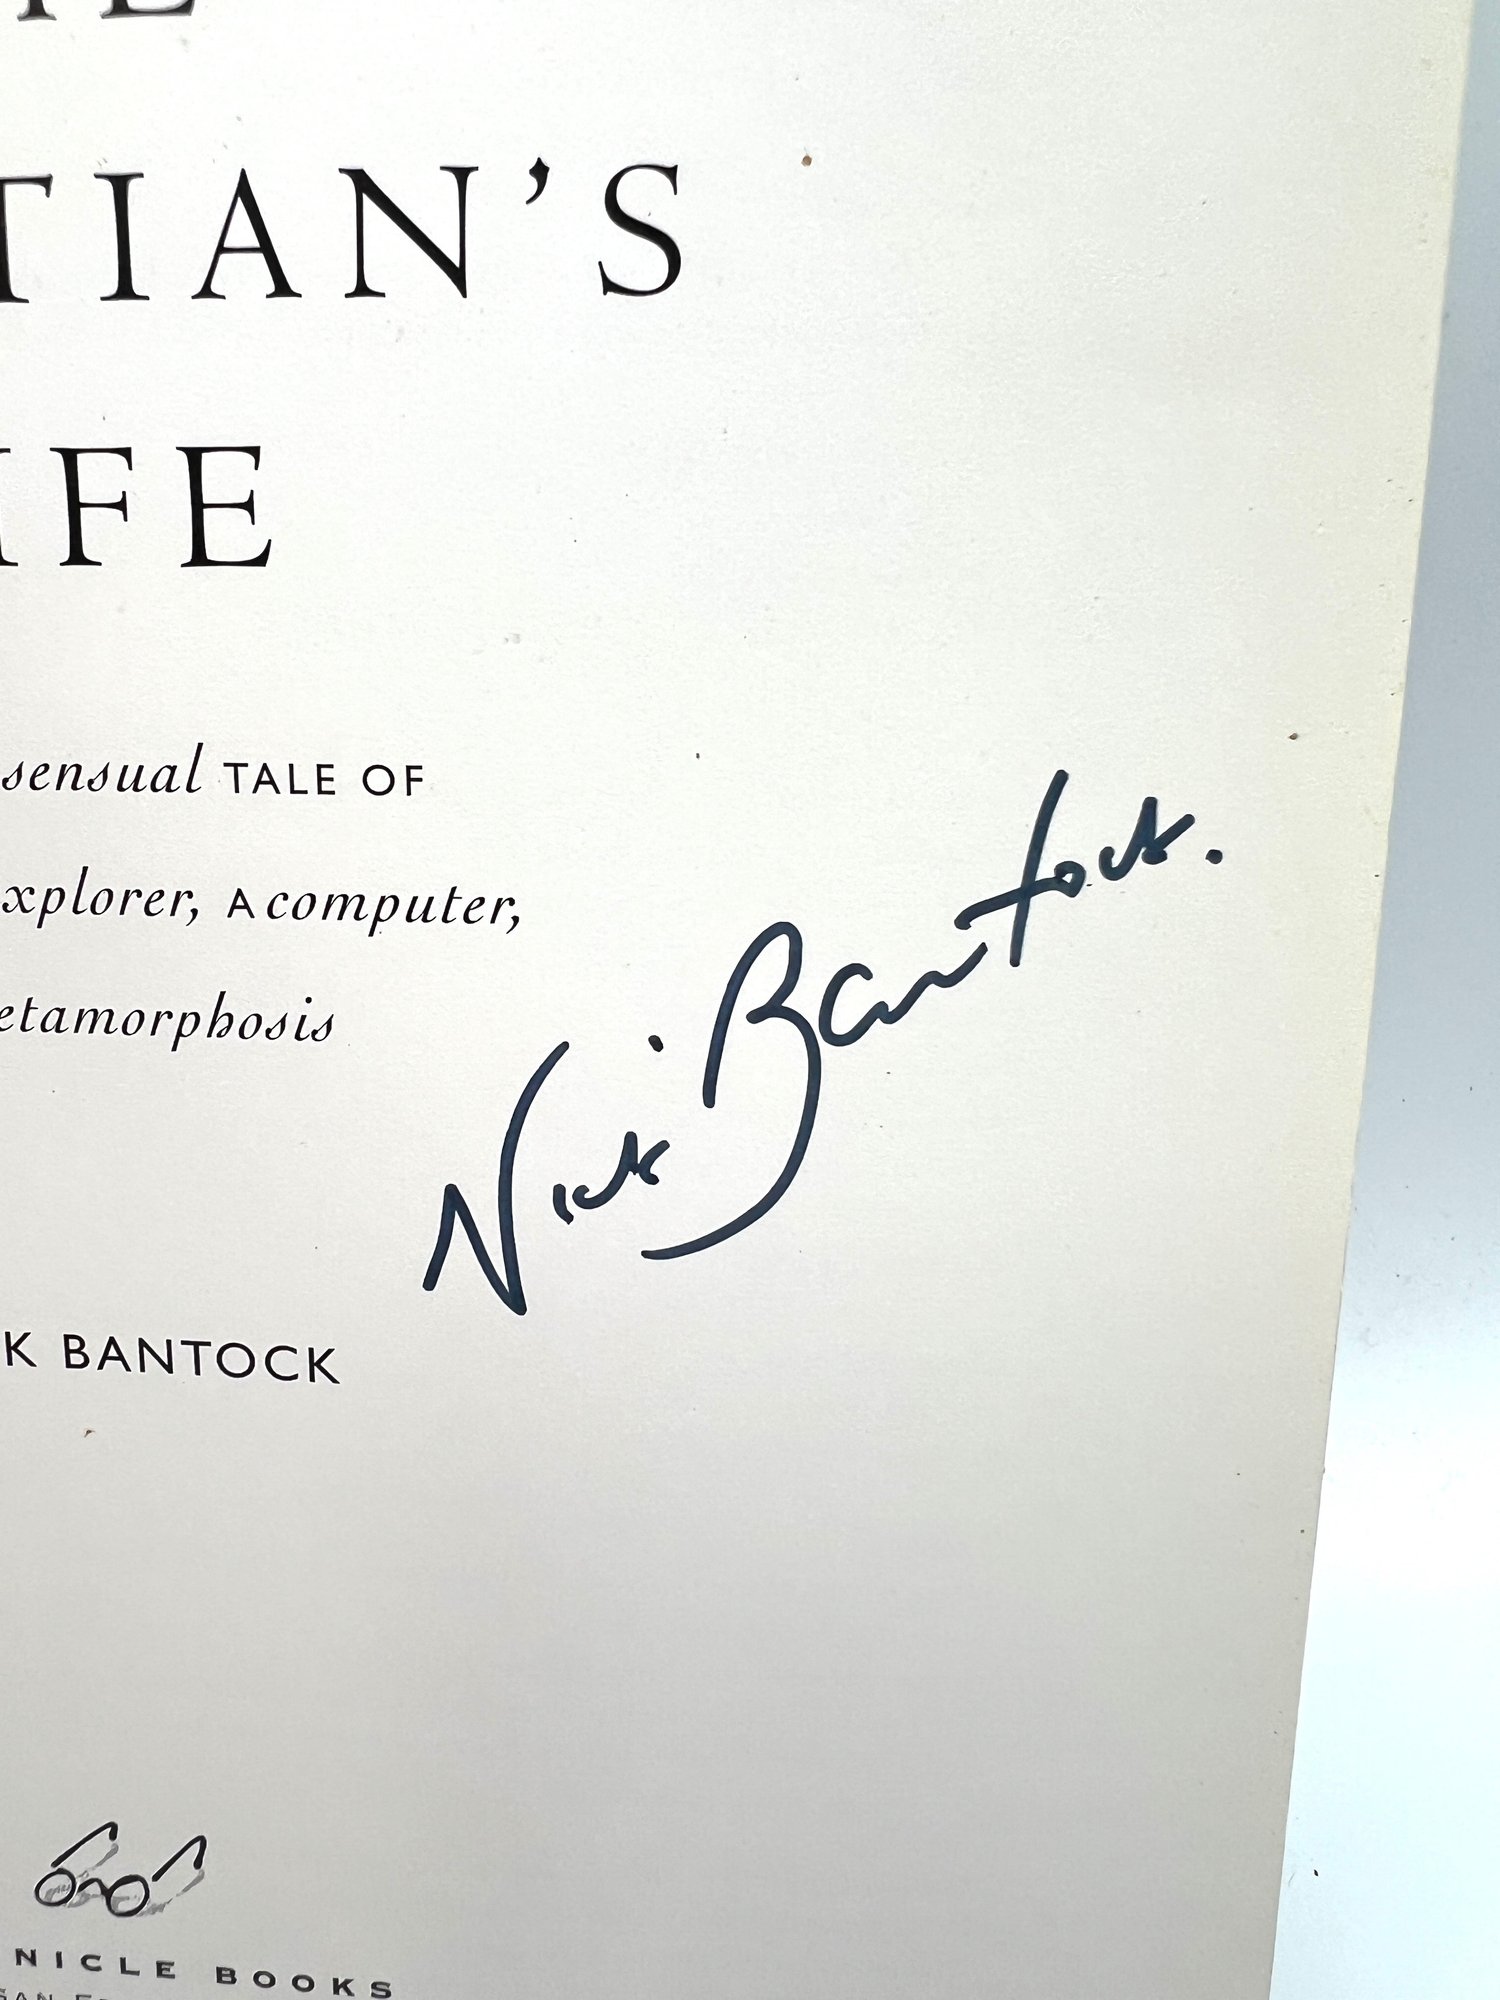 TIAN'S
IFE
sensual TALE OF
xplorer, A computer,
etamorphosis
Nick Bantock.
K BANTOCK
NICLE BOOKS